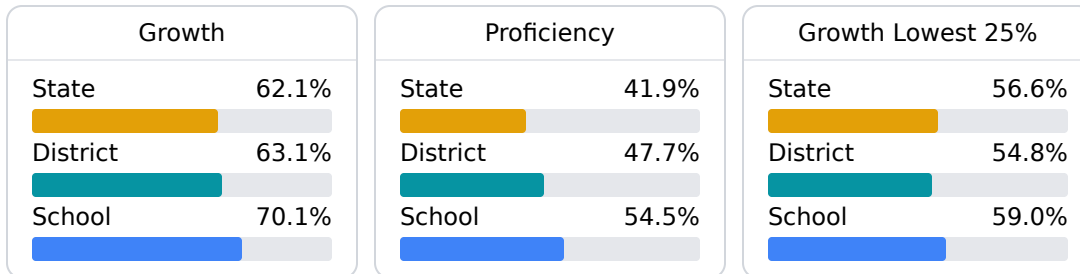 Growth
State 62.1%
District 63.1%
School 70.1%
Proficiency
State 41.9%
District 47.7%
School 54.5%
Growth Lowest 25%
State 56.6%
District 54.8%
School 59.0%